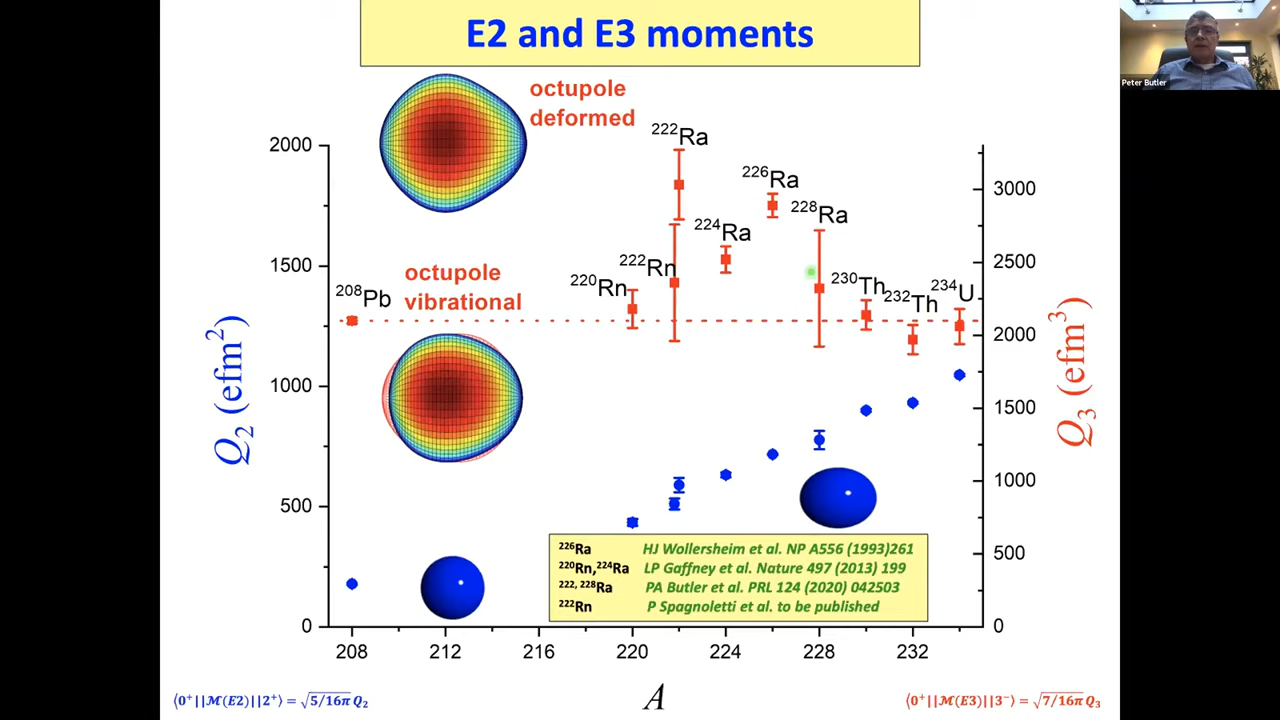 E2 and E3 moments
Peter Butler
octupole
deformed
octupole
vibrational
2000
1500
1000
500
0
Q₂ (efm²)
²⁰⁸Pb
²²⁰Rn
²²²Rn
²²²Ra
²²⁴Ra
²²⁶Ra
²²⁸Ra
²³⁰Th
²³²Th
²³⁴U
3000
2500
2000
1500
1000
500
0
Q₃ (efm³)
²²⁶Ra HJ Wollersheim et al. NP A556 (1993)261
²²⁰Rn,²²⁴Ra LP Gaffney et al. Nature 497 (2013) 199
²²²,²²⁸Ra PA Butler et al. PRL 124 (2020) 042503
²²²Rn P Spagnoletti et al. to be published
208 212 216 220 224 228 232
A
⟨0⁺||ℳ(E2)||2⁺⟩ = √5/16π Q₂
⟨0⁺||ℳ(E3)||3⁻⟩ = √7/16π Q₃